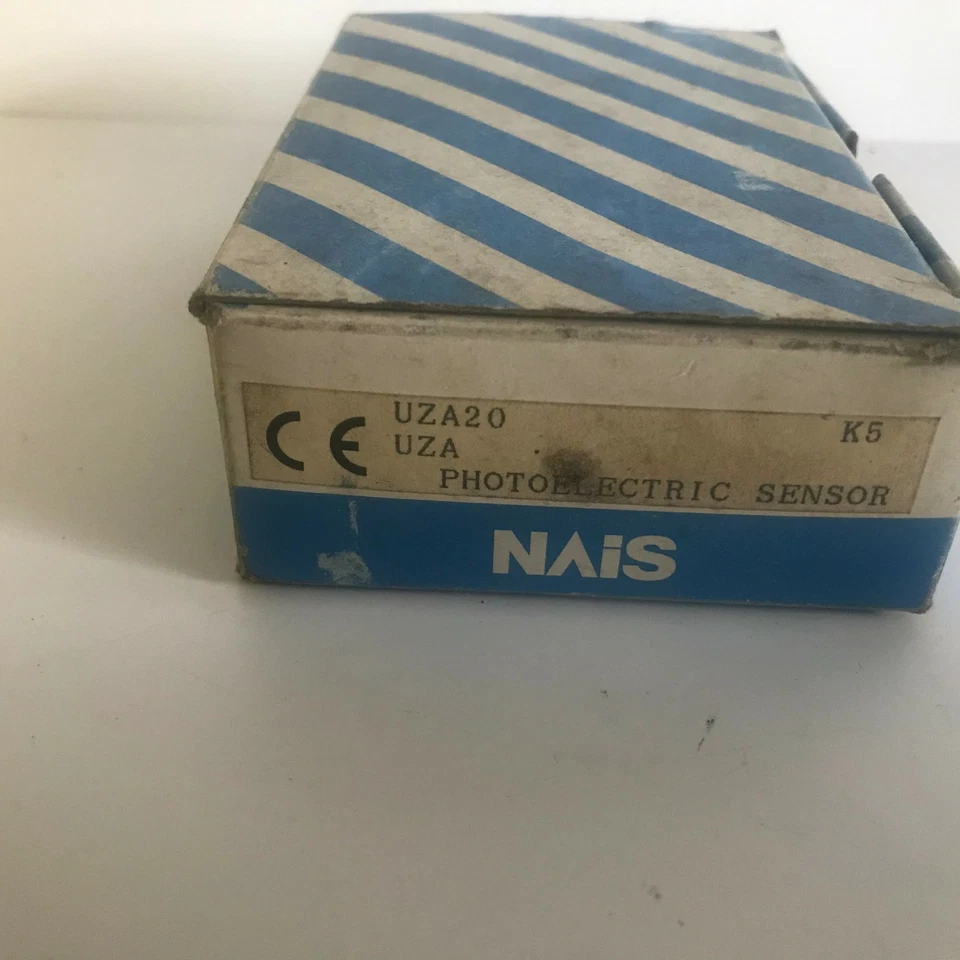 CE UZA20 K5
UZA
PHOTOELECTRIC SENSOR
NAiS